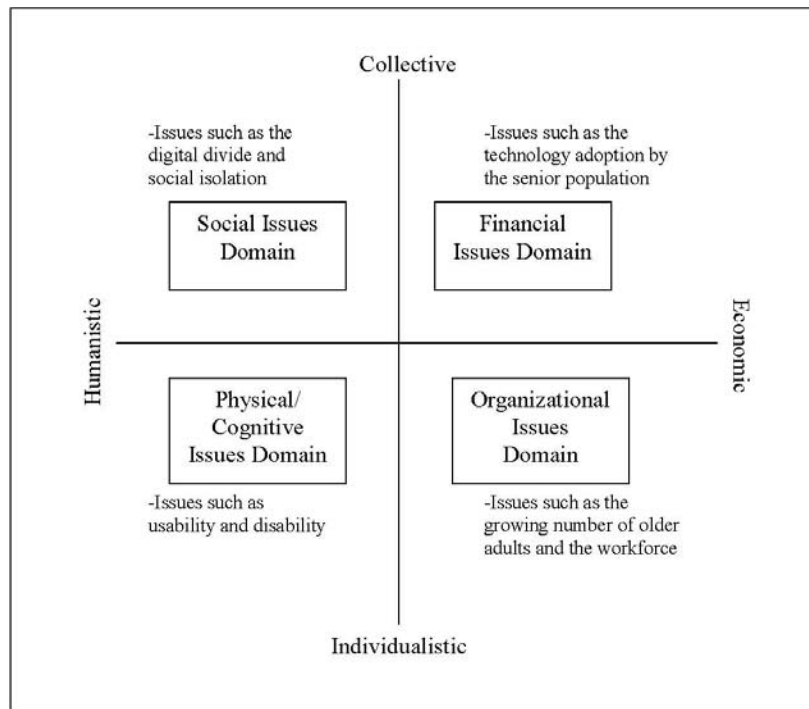 Collective
-Issues such as the
digital divide and
social isolation
Social Issues
Domain
-Issues such as the
technology adoption by
the senior population
Financial
Issues Domain
Humanistic
Economic
Physical/
Cognitive
Issues Domain
-Issues such as
usability and disability
Organizational
Issues
Domain
-Issues such as the
growing number of older
adults and the workforce
Individualistic